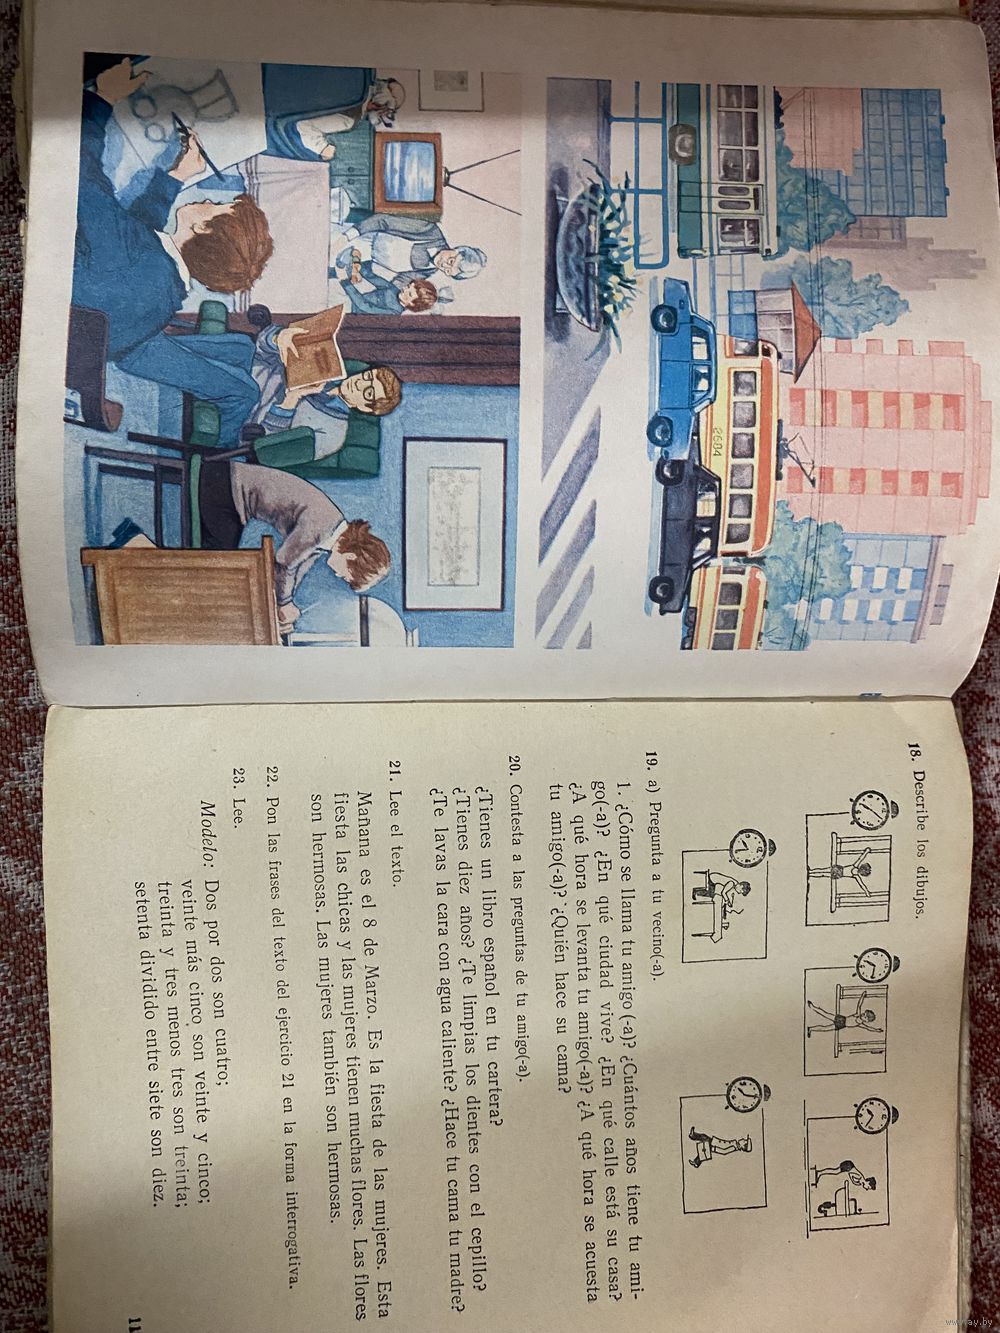 2604
18. Describe los dibujos.
19. a) Pregunta a tu vecino(-a).
1. ¿Cómo se llama tu amigo (-a)? ¿Cuántos años tiene tu ami-
go(-a)? ¿En qué ciudad vive? ¿En qué calle está su casa?
¿A qué hora se levanta tu amigo(-a)? ¿A qué hora se acuesta
tu amigo(-a)? ¿Quién hace su cama?
20. Contesta a las preguntas de tu amigo(-a).
¿Tienes un libro español en tu cartera?
¿Tienes diez años? ¿Te limpias los dientes con el cepillo?
¿Te lavas la cara con agua caliente? ¿Hace tu cama tu madre?
21. Lee el texto.
Mañana es el 8 de Marzo. Es la fiesta de las mujeres. Esta
fiesta las chicas y las mujeres tienen muchas flores. Las flores
son hermosas. Las mujeres también son hermosas.
22. Pon las frases del texto del ejercicio 21 en la forma interrogativa.
23. Lee.
Modelo: Dos por dos son cuatro;
veinte más cinco son veinte y cinco;
treinta y tres menos tres son treinta;
setenta dividido entre siete son diez.
11
www.ay.by